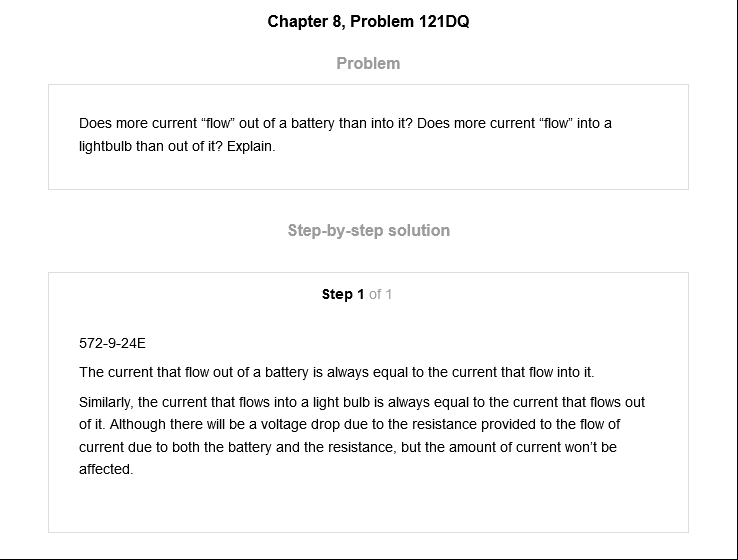 Chapter 8, Problem 121DQ
Problem
Does more current “flow” out of a battery than into it? Does more current “flow” into a
lightbulb than out of it? Explain.
Step-by-step solution
Step 1 of 1
572-9-24E
The current that flow out of a battery is always equal to the current that flow into it.
Similarly, the current that flows into a light bulb is always equal to the current that flows out
of it. Although there will be a voltage drop due to the resistance provided to the flow of
current due to both the battery and the resistance, but the amount of current won’t be
affected.